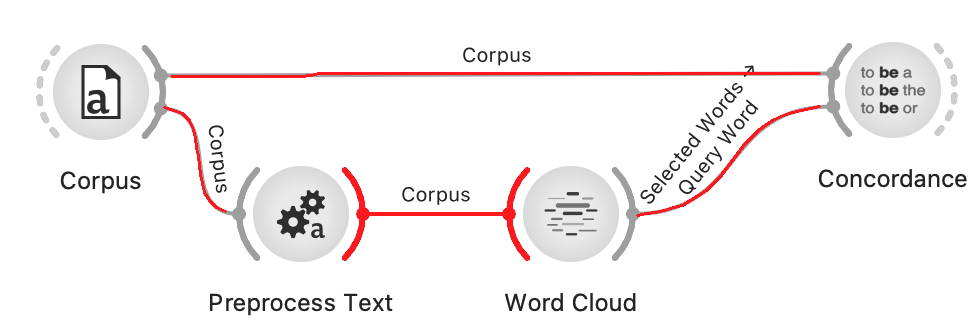 Corpus
a
to be a
to be the
to be or
Corpus
Concordance
Corpus
Selected Words →
Query Word
Corpus
a
Preprocess Text
Word Cloud